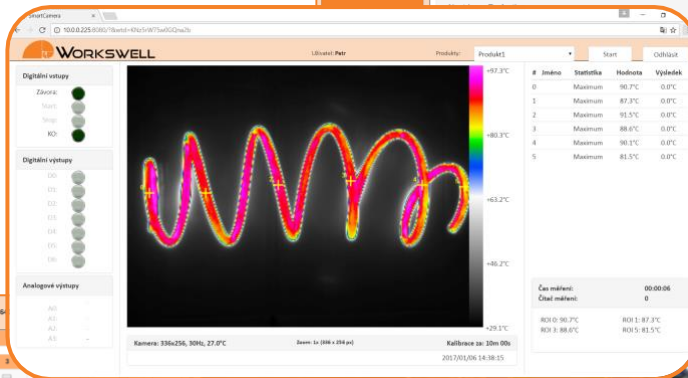 SmartCamera
WORKSWELL
Uživatel: Petr
Produkty:
Produkt1
Start
Odhlásit
Digitální vstupy
Závora:
Start:
Stop:
KO:
Digitální výstupy
D0:
D1:
D2:
D3:
D4:
D5:
D6:
Analogové výstupy
A0:
A1:
A2:
A3:
+97.3°C
+80.3°C
+63.2°C
+46.2°C
+29.1°C
Kamera: 336x256, 30Hz, 27.0°C
Zoom: 1x (336 x 256 px)
Kalibrace za: 10m 00s
2017/01/06 14:38:15
# Jméno Statistika Hodnota Výsledek
0 Maximum 90.7°C 0.0°C
1 Maximum 87.3°C 0.0°C
2 Maximum 91.5°C 0.0°C
3 Maximum 88.6°C 0.0°C
4 Maximum 90.1°C 0.0°C
5 Maximum 81.5°C 0.0°C
Čas měření: 00:00:06
Čítač měření: 0
ROI 0: 90.7°C ROI 1: 87.3°C
ROI 3: 88.6°C ROI 5: 81.5°C